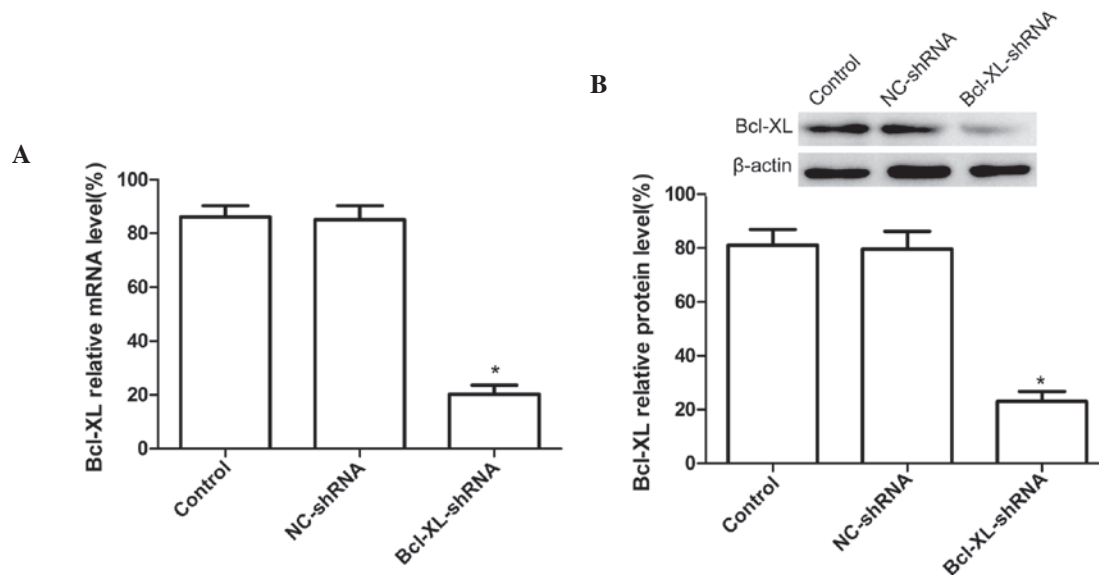 A
Bcl-XL relative mRNA level(%)
100
80
60
40
20
0
*
Control
NC-shRNA
Bcl-XL-shRNA
B
Control
NC-shRNA
Bcl-XL-shRNA
Bcl-XL
β-actin
Bcl-XL relative protein level(%)
100
80
60
40
20
0
*
Control
NC-shRNA
Bcl-XL-shRNA